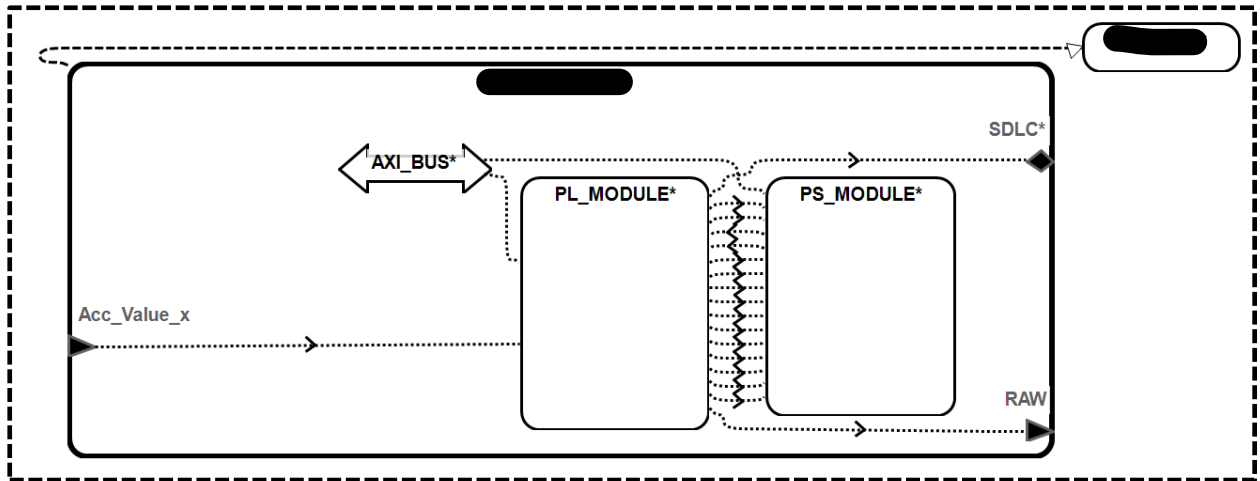 SDLC*
AXI_BUS*
PL_MODULE*
PS_MODULE*
Acc_Value_x
RAW